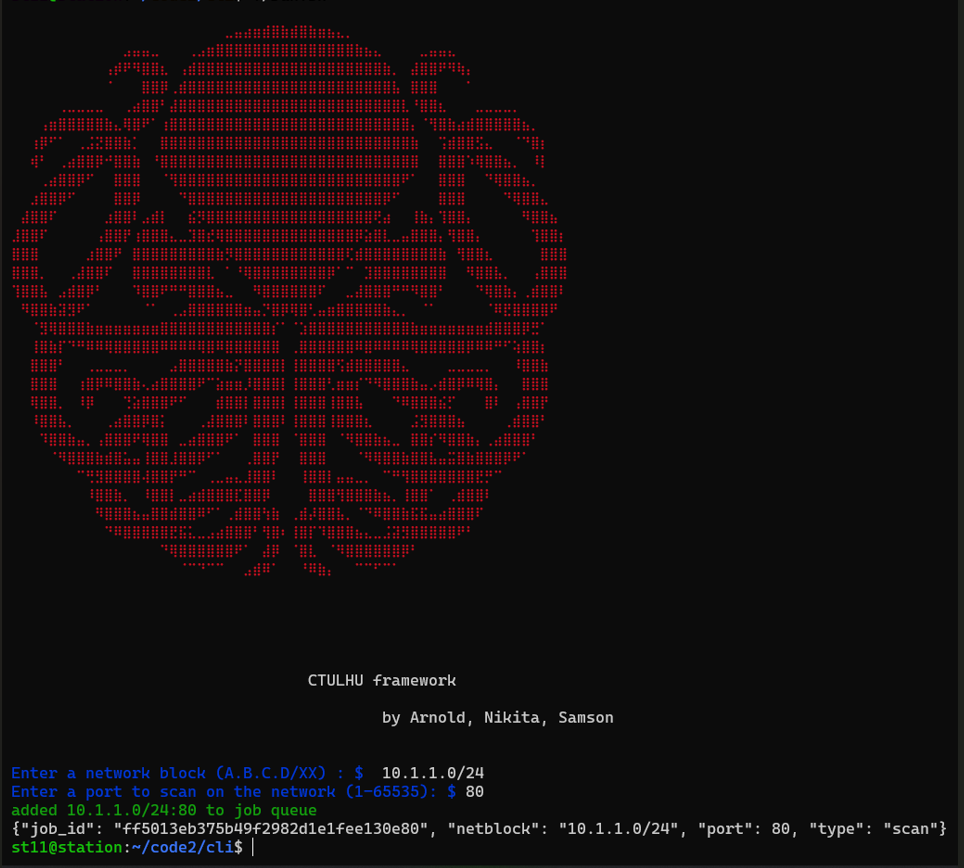 CTULHU framework
by Arnold, Nikita, Samson
Enter a network block (A.B.C.D/XX) : $  10.1.1.0/24
Enter a port to scan on the network (1-65535): $ 80
added 10.1.1.0/24:80 to job queue
{"job_id": "ff5013eb375b49f2982d1e1fee130e80", "netblock": "10.1.1.0/24", "port": 80, "type": "scan"}
st11@station:~/code2/cli$